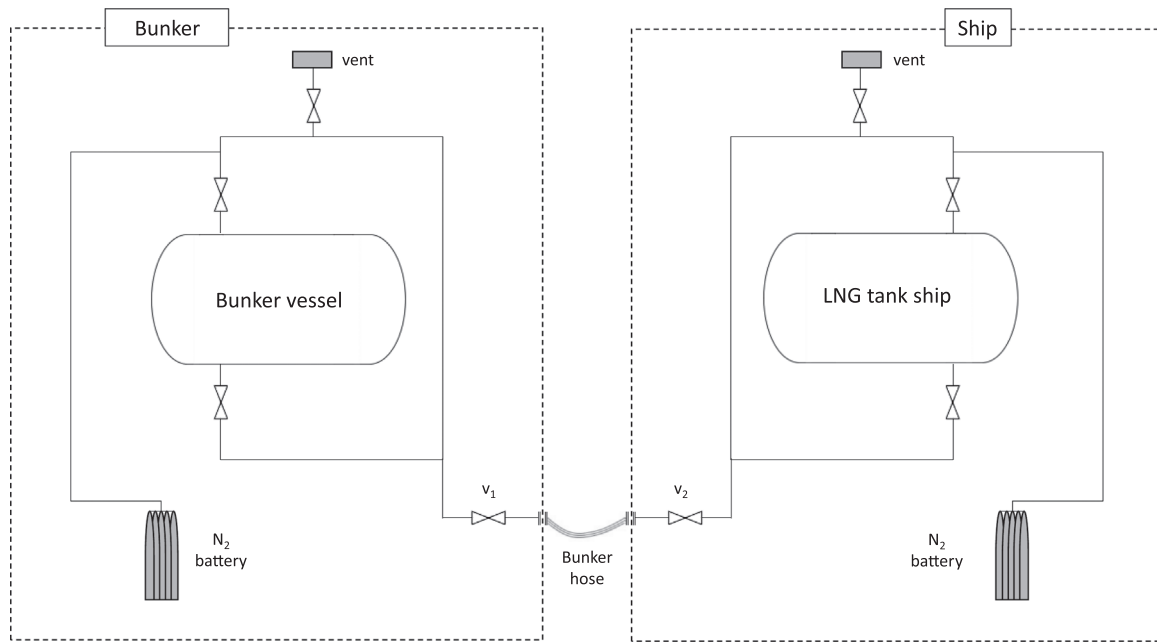 Bunker
Ship
vent
vent
Bunker vessel
LNG tank ship
v₁
v₂
N₂
battery
Bunker
hose
N₂
battery